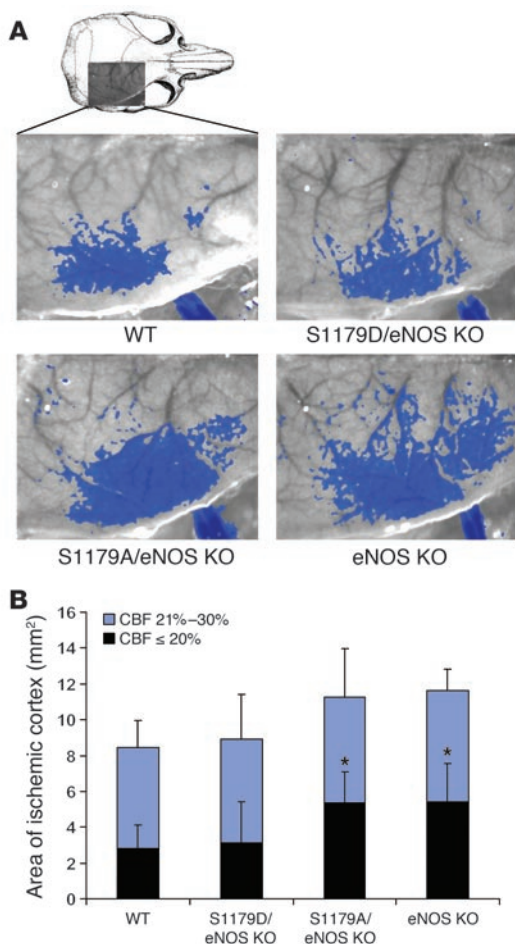 A
WT
S1179D/eNOS KO
S1179A/eNOS KO
eNOS KO
B
Area of ischemic cortex (mm²)
16
14
12
10
8
6
4
2
0
CBF 21%–30%
CBF ≤ 20%
*
*
WT
S1179D/
eNOS KO
S1179A/
eNOS KO
eNOS KO